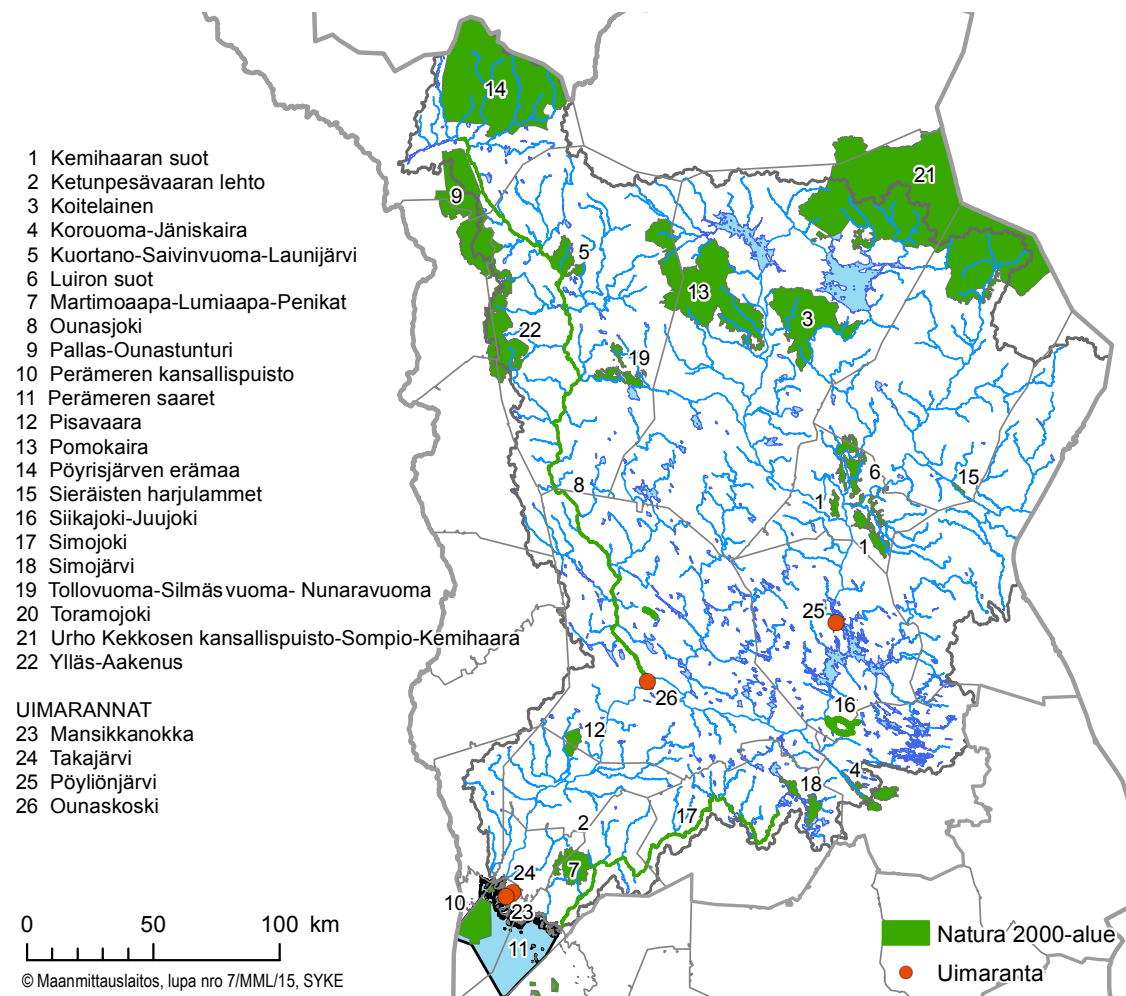 1 Kemihaaran suot
2 Ketunpesävaaran lehto
3 Koitelainen
4 Korouoma-Jäniskaira
5 Kuortano-Saivinvuoma-Launijärvi
6 Luiron suot
7 Martimoaapa-Lumiaapa-Penikat
8 Ounasjoki
9 Pallas-Ounastunturi
10 Perämeren kansallispuisto
11 Perämeren saaret
12 Pisavaara
13 Pomokaira
14 Pöyrisjärven erämaa
15 Sieräisten harjulammet
16 Siikajoki-Juujoki
17 Simojoki
18 Simojärvi
19 Tollovuoma-Silmäsvuoma- Nunaravuoma
20 Toramojoki
21 Urho Kekkosen kansallispuisto-Sompio-Kemihaara
22 Ylläs-Aakenus
UIMARANNAT
23 Mansikkanokka
24 Takajärvi
25 Pöyliönjärvi
26 Ounaskoski
0 50 100 km
© Maanmittauslaitos, lupa nro 7/MML/15, SYKE
14
21
9
5
13
3
22
19
6
15
8
1
1
25
26
16
12
4
18
17
2
7
24
10
23
11
Natura 2000-alue
Uimaranta